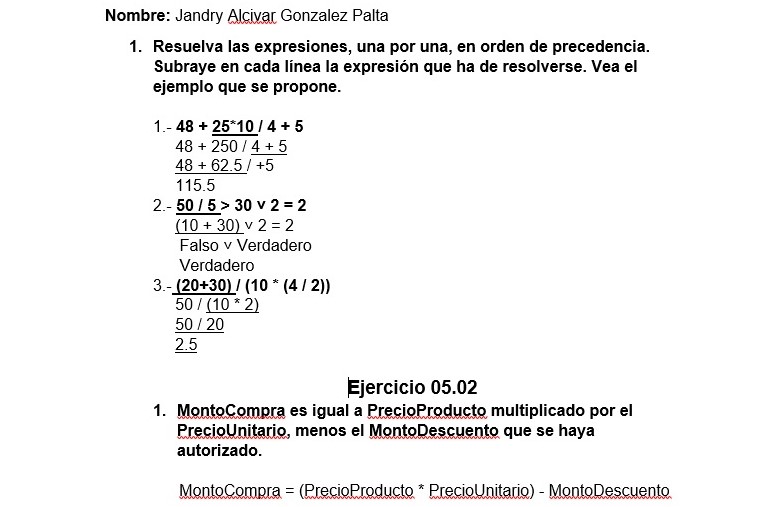 Nombre: Jandry Alcivar Gonzalez Palta
1. Resuelva las expresiones, una por una, en orden de precedencia.
Subraye en cada línea la expresión que ha de resolverse. Vea el
ejemplo que se propone.
1.- 48 + 25*10 / 4 + 5
48 + 250 / 4 + 5
48 + 62.5 / +5
115.5
2.- 50 / 5 > 30 v 2 = 2
(10 + 30) v 2 = 2
Falso v Verdadero
Verdadero
3.- (20+30) / (10 * (4 / 2))
50 / (10 * 2)
50 / 20
2.5
Ejercicio 05.02
1. MontoCompra es igual a PrecioProducto multiplicado por el
PrecioUnitario, menos el MontoDescuento que se haya
autorizado.
MontoCompra = (PrecioProducto * PrecioUnitario) - MontoDescuento